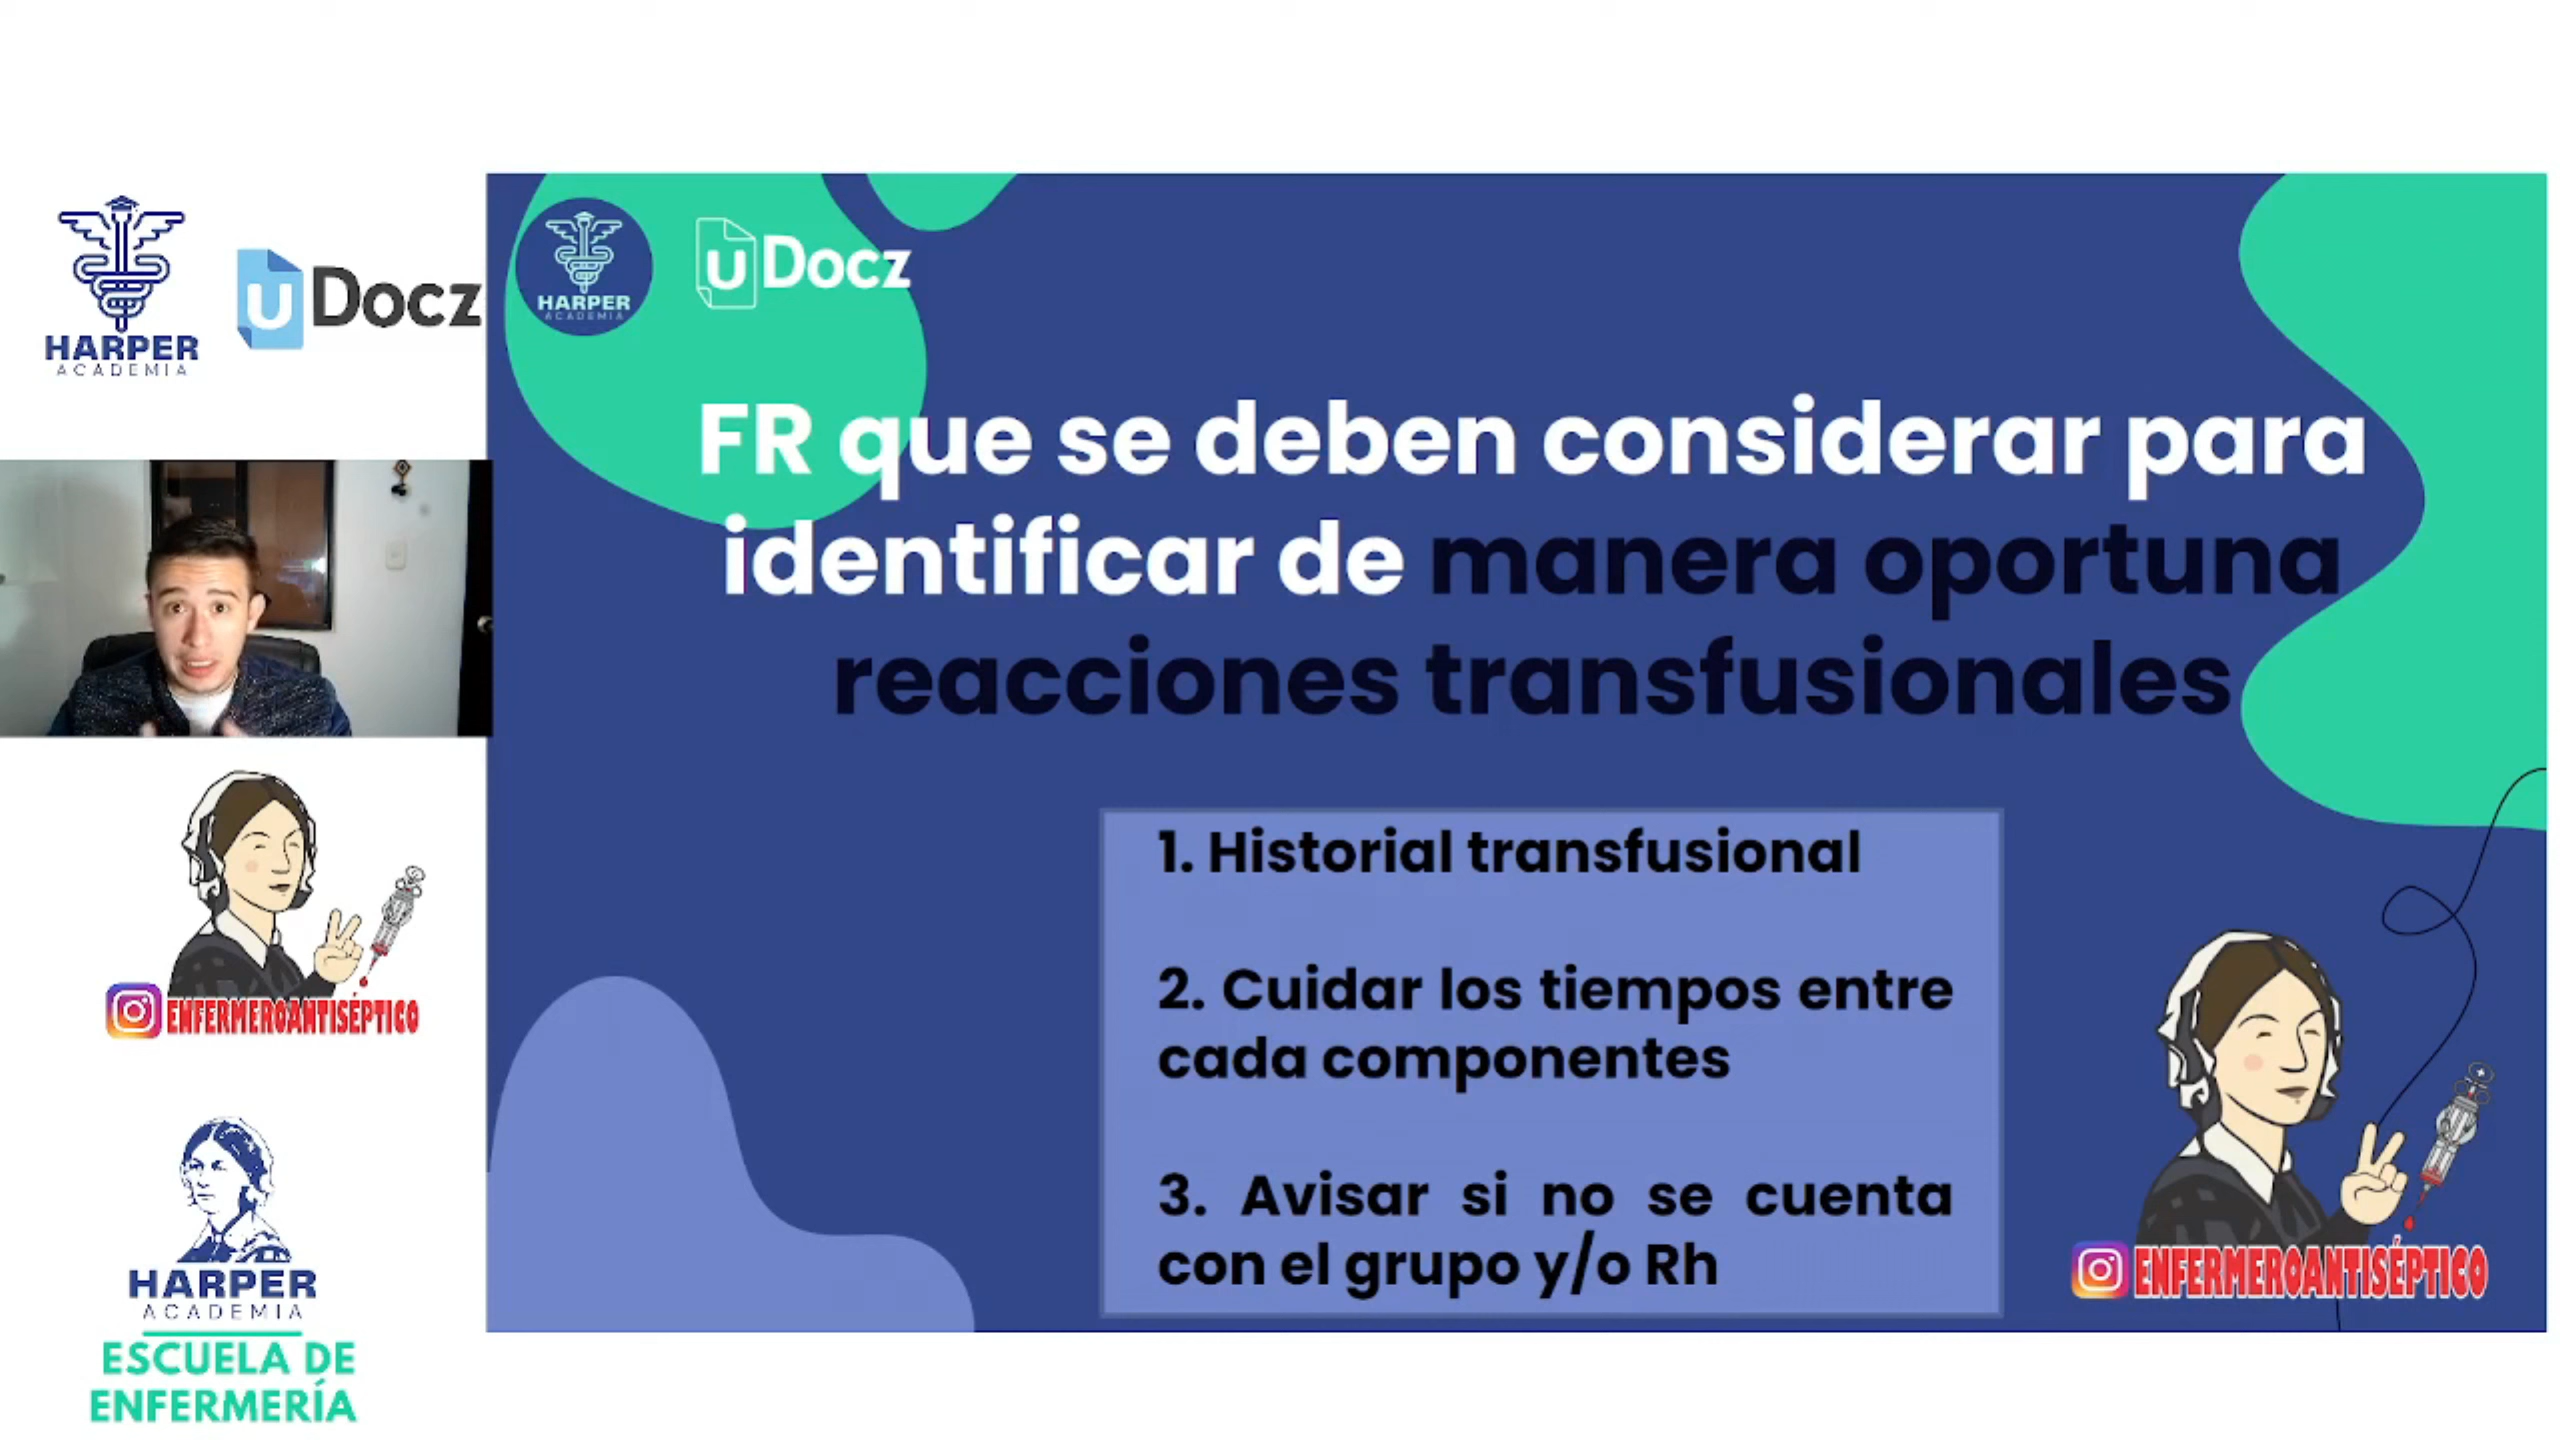 HARPER
ACADEMIA
uDocz
ENFERMEROANTISÉPTICO
HARPER
ACADEMIA
ESCUELA DE
ENFERMERÍA
HARPER
ACADEMIA
uDocz
FR que se deben considerar para
identificar de manera oportuna
reacciones transfusionales
1. Historial transfusional
2. Cuidar los tiempos entre
cada componentes
3. Avisar si no se cuenta
con el grupo y/o Rh
ENFERMEROANTISÉPTICO